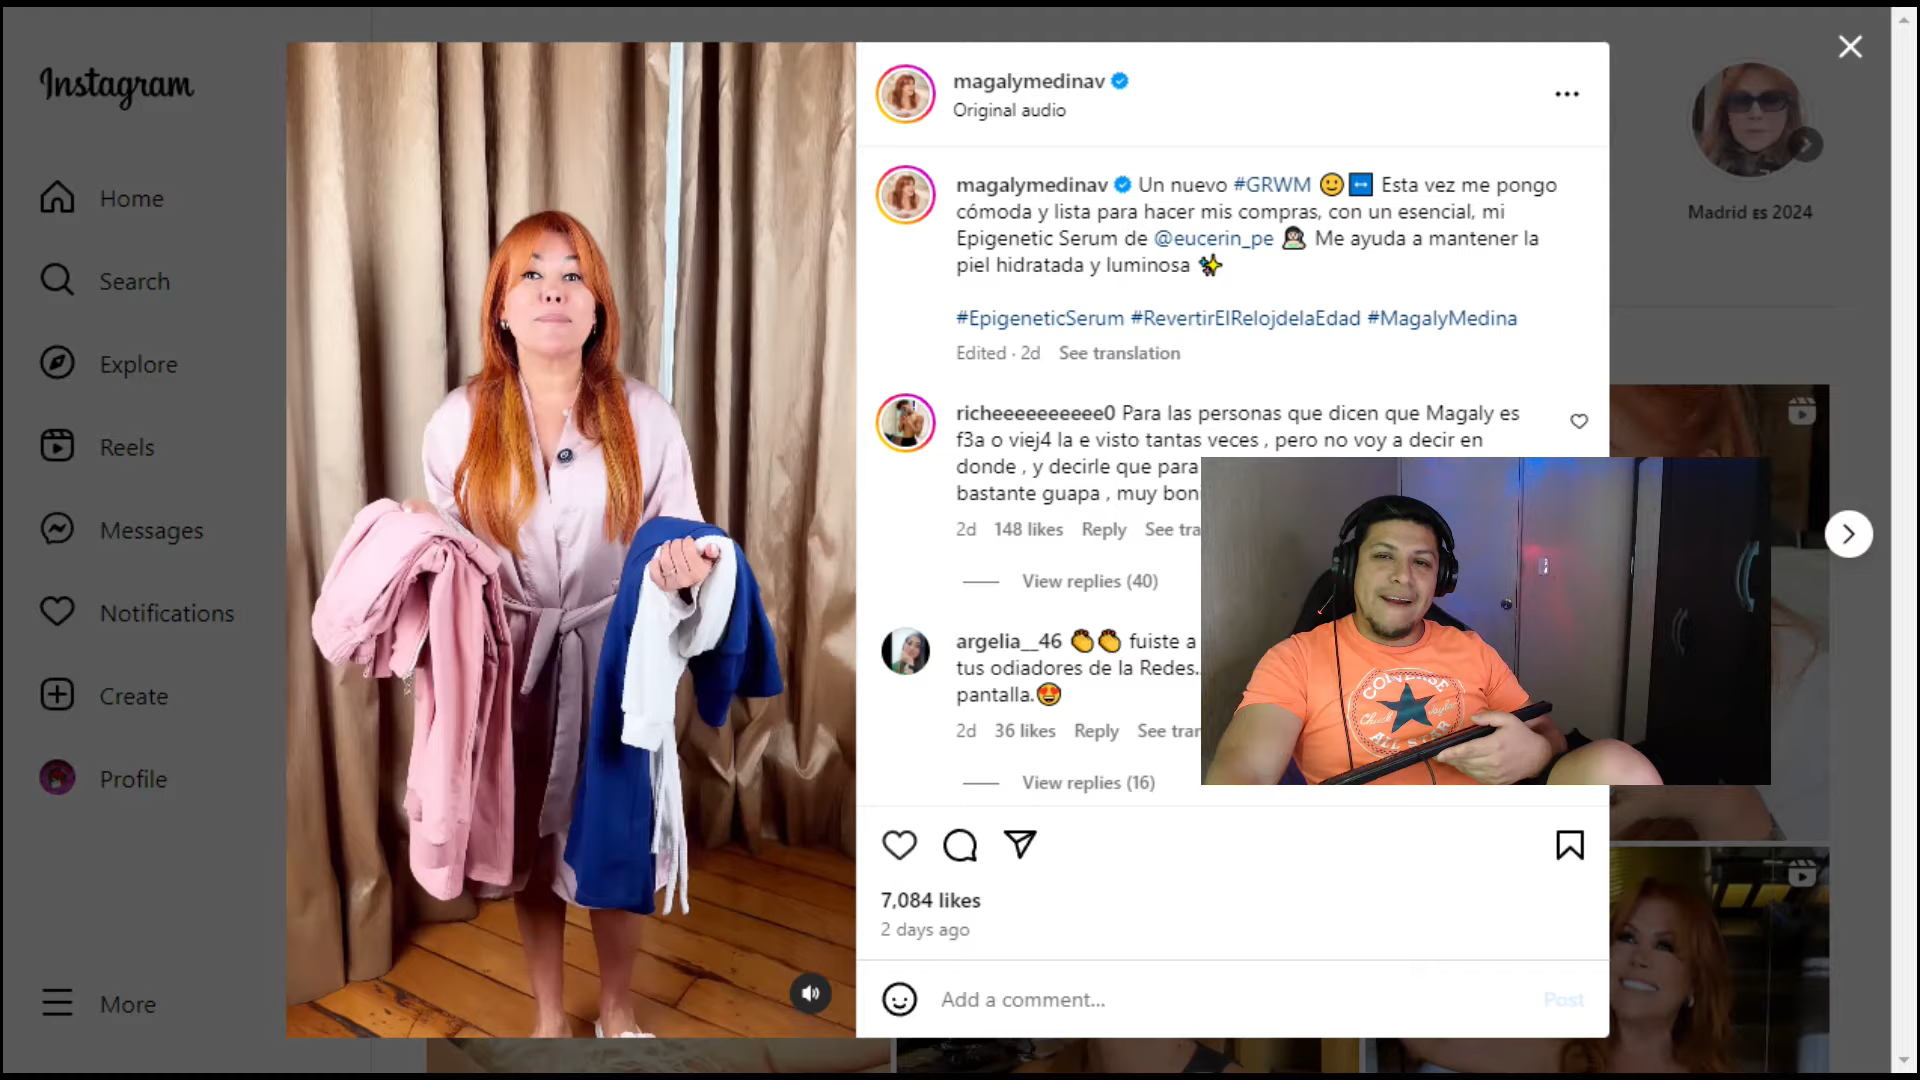 Instagram
Home
Search
Explore
Reels
Messages
Notifications
Create
Profile
More
magalymedinav
Original audio
magalymedinav Un nuevo #GRWM 🙂↔️ Esta vez me pongo
cómoda y lista para hacer mis compras, con un esencial, mi
Epigenetic Serum de @eucerin_pe 👩🏻‍🎨 Me ayuda a mantener la
piel hidratada y luminosa ✨
#EpigeneticSerum #RevertirElRelojdelaEdad #MagalyMedina
Edited · 2d See translation
richeeeeeeeeee0 Para las personas que dicen que Magaly es
f3a o viej4 la e visto tantas veces , pero no voy a decir en
donde , y decirle que para
bastante guapa , muy bon
2d 148 likes Reply See tra
View replies (40)
argelia__46 👏👏 fuiste a
tus odiadores de la Redes..
pantalla.😍
2d 36 likes Reply See tra
View replies (16)
7,084 likes
2 days ago
Add a comment...
Post
Madrid ES 2024
CONVERSE
Chuck Taylor
ALL STAR